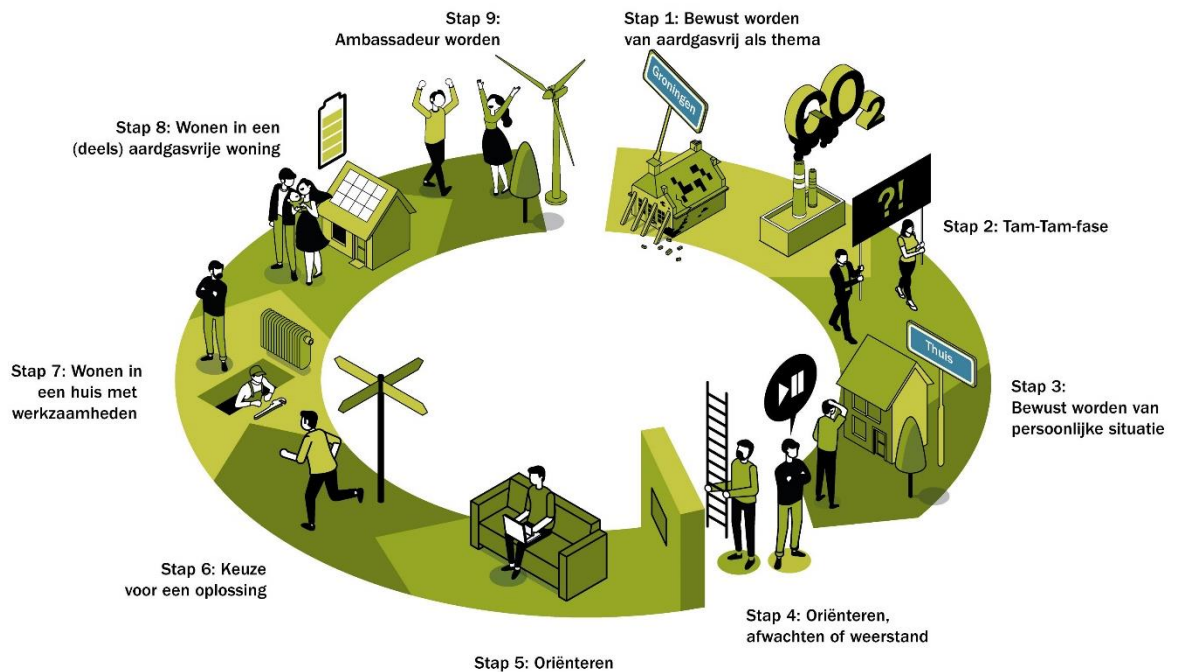 Stap 1: Bewust worden
van aardgasvrij als thema
Groningen
CO2
?!
Stap 2: Tam-Tam-fase
Thuis
Stap 3:
Bewust worden van
persoonlijke situatie
Stap 4: Oriënteren,
afwachten of weerstand
Stap 5: Oriënteren
Stap 6: Keuze
voor een oplossing
Stap 7: Wonen in
een huis met
werkzaamheden
Stap 8: Wonen in een
(deels) aardgasvrije woning
Stap 9:
Ambassadeur worden